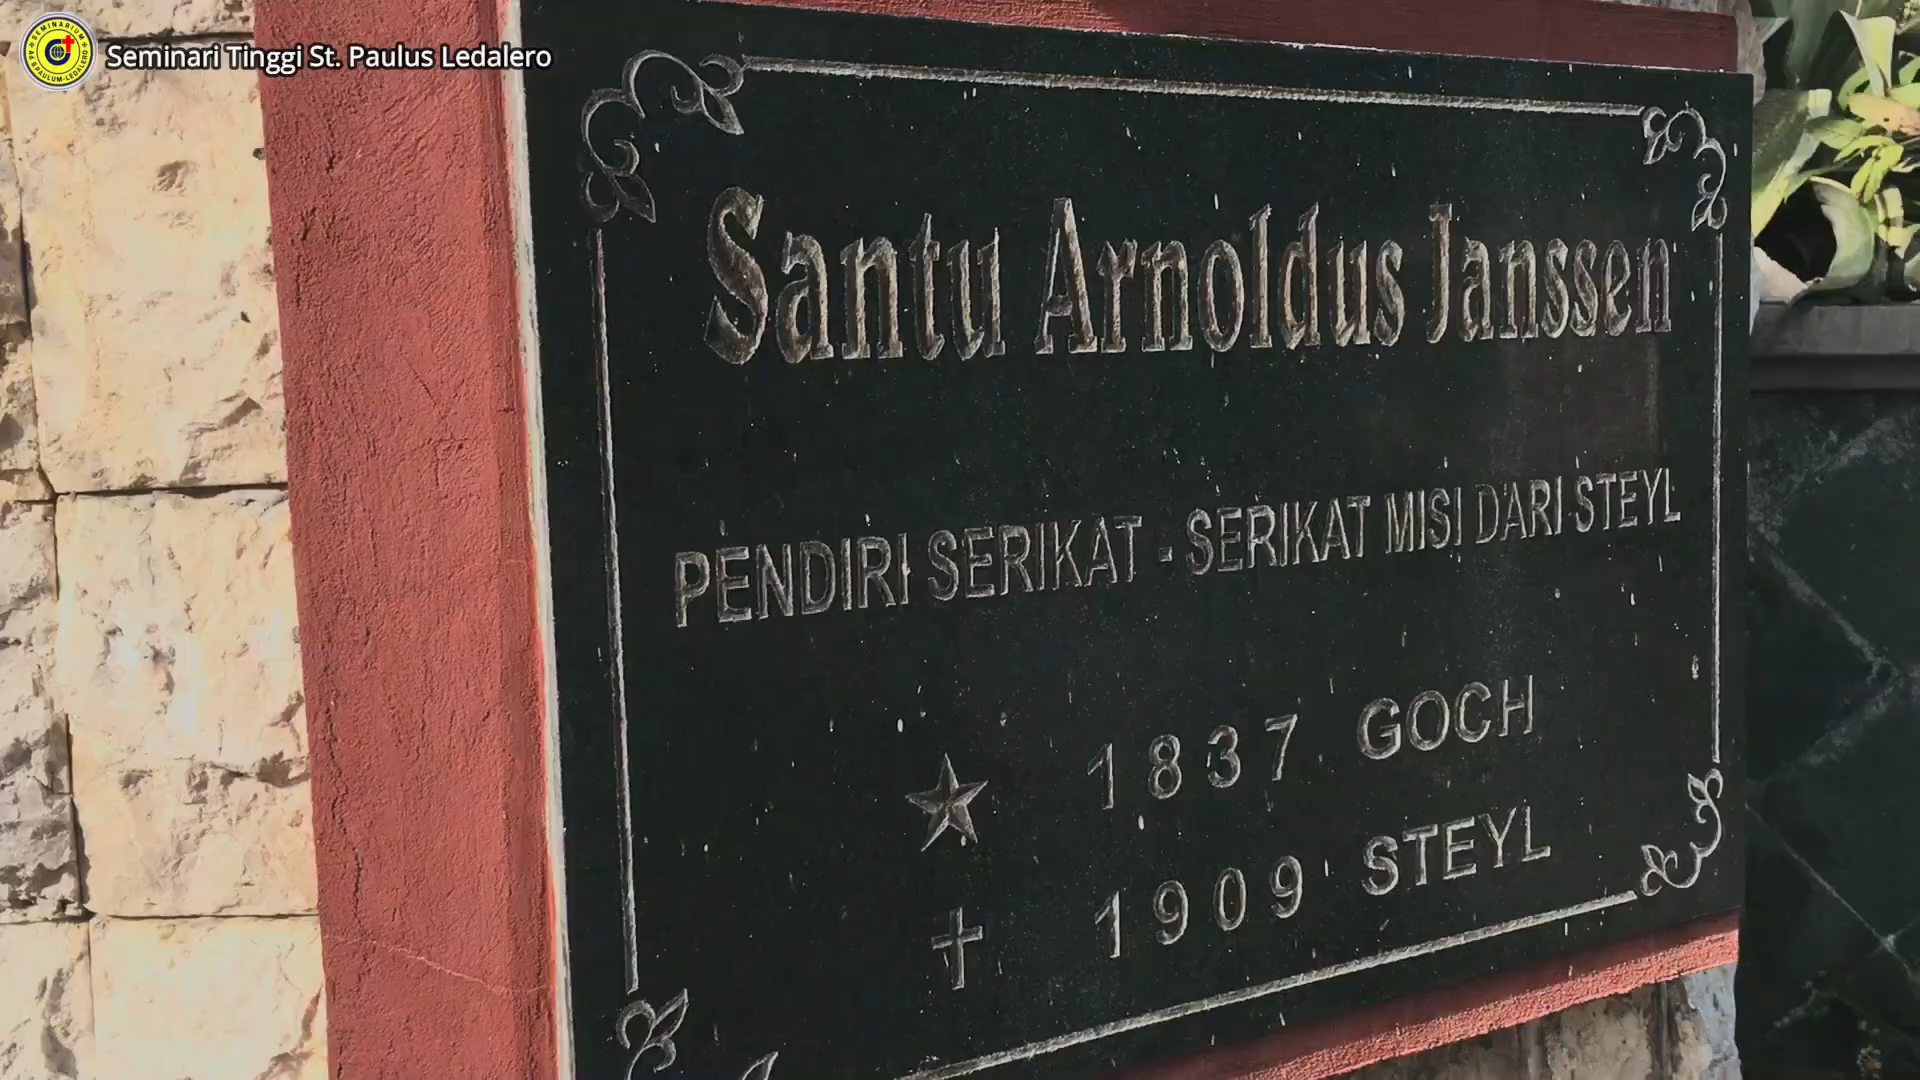 Seminari Tinggi St. Paulus Ledalero
Santu Arnoldus Janssen
PENDIRI SERIKAT - SERIKAT MISI DARI STEYL
1837 GOCH
1909 STEYL